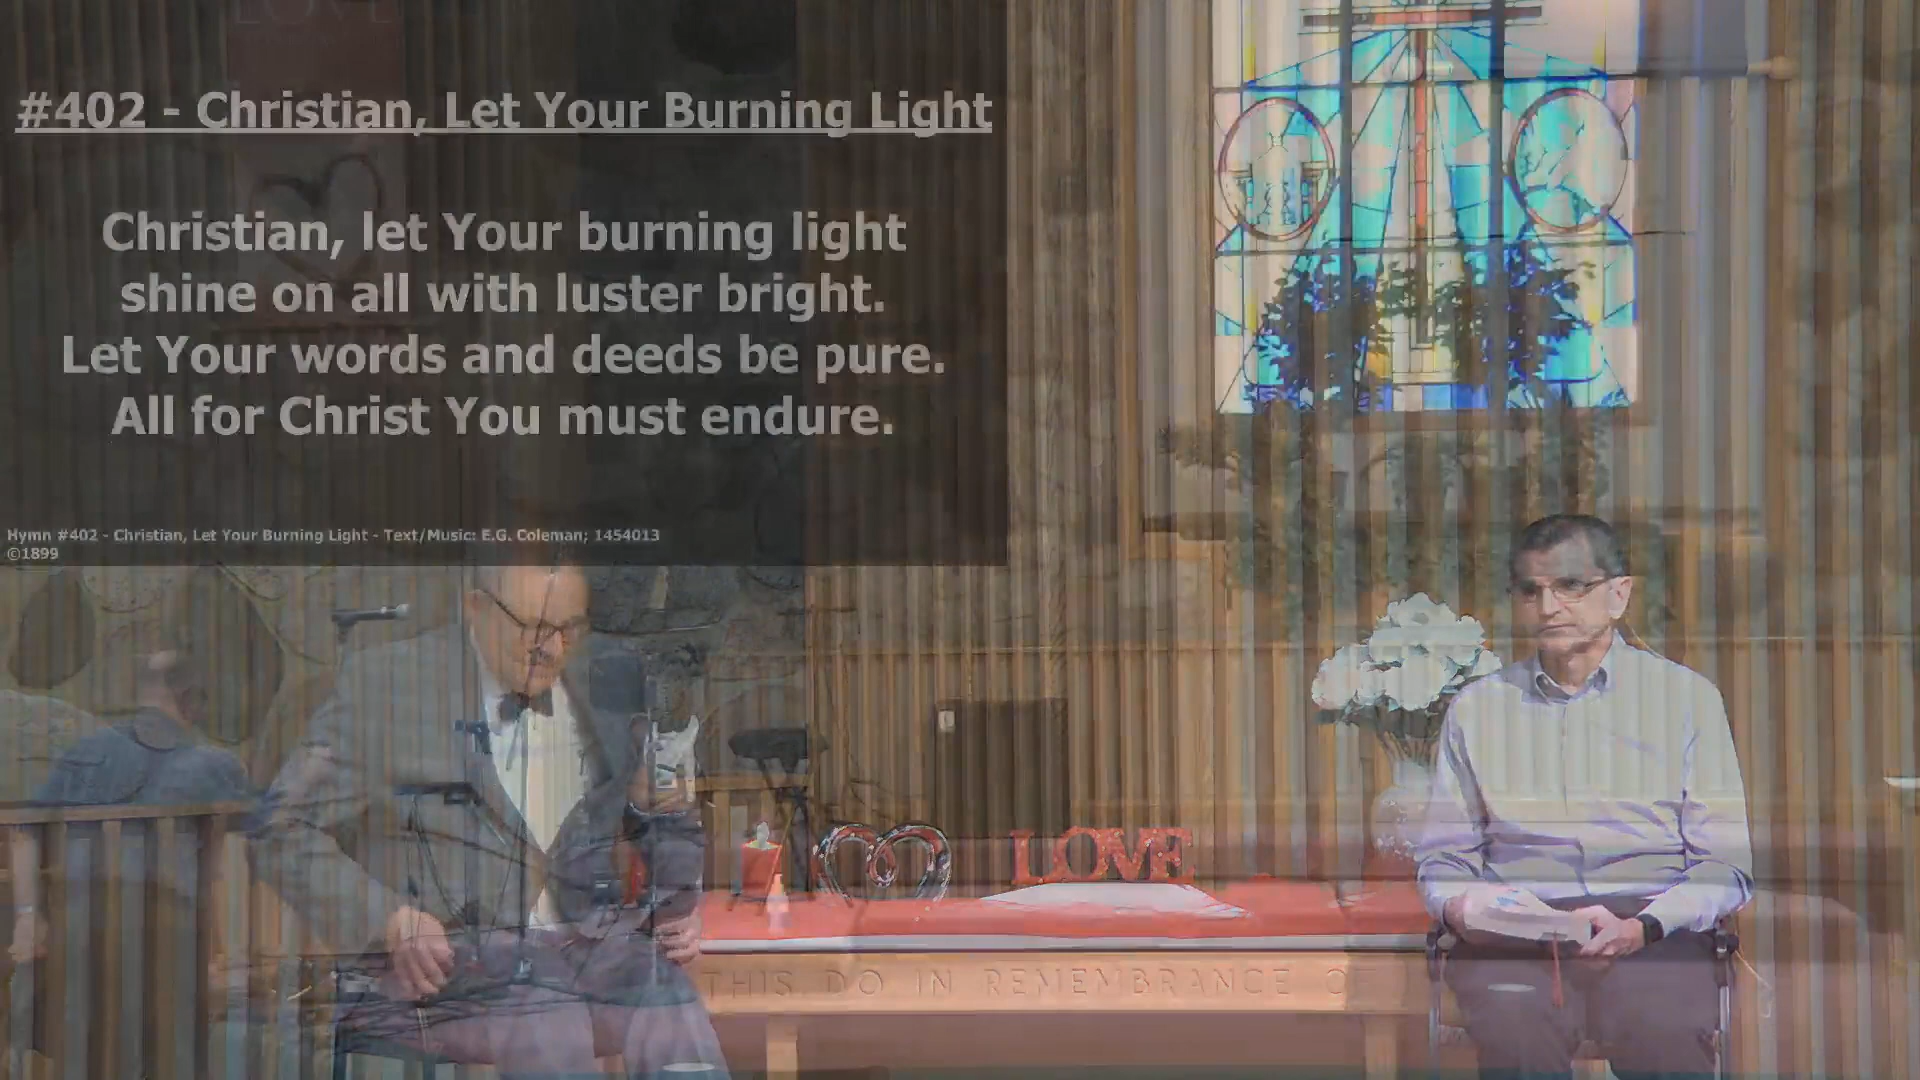 LOVE
#402 - Christian, Let Your Burning Light
Christian, let Your burning light
shine on all with luster bright.
Let Your words and deeds be pure.
All for Christ You must endure.
Hymn #402 - Christian, Let Your Burning Light - Text/Music: E.G. Coleman; 1454013
©1899
LOVE
THIS DO IN REMEMBRANCE OF